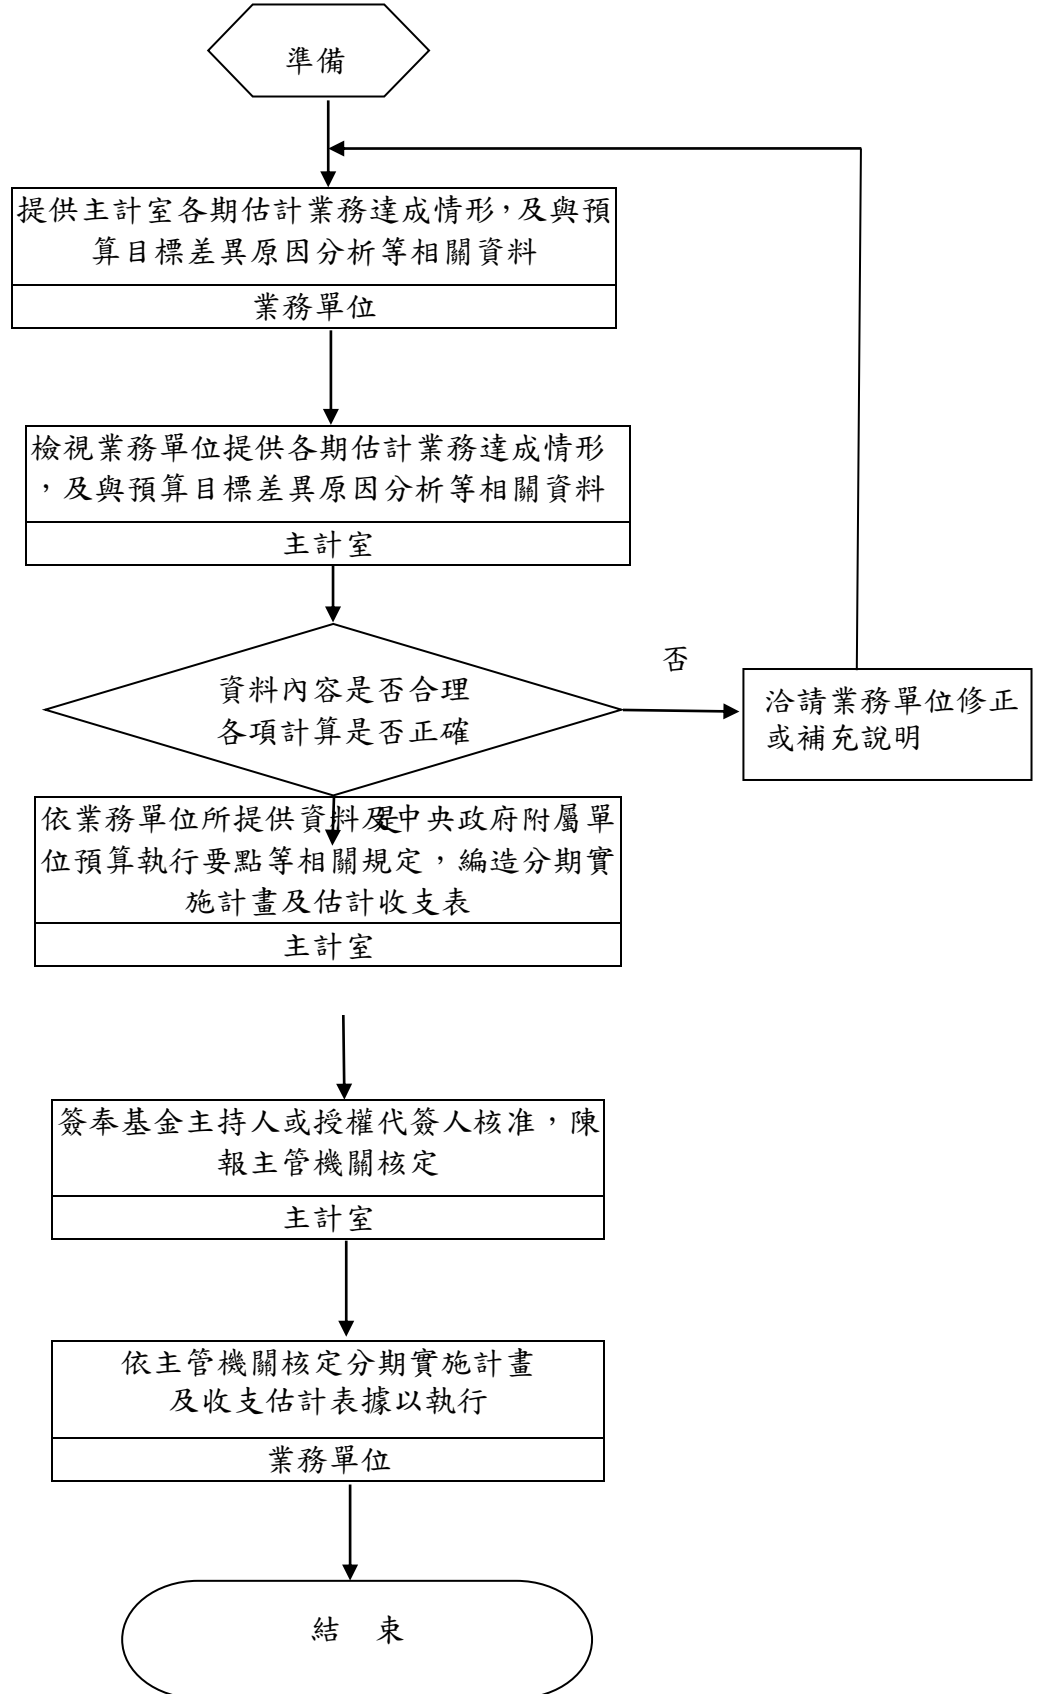 準備
提供主計室各期估計業務達成情形,及與預
算目標差異原因分析等相關資料
業務單位
檢視業務單位提供各期估計業務達成情形
,及與預算目標差異原因分析等相關資料
主計室
資料內容是否合理
各項計算是否正確
否
洽請業務單位修正
或補充說明
是
依業務單位所提供資料及中央政府附屬單
位預算執行要點等相關規定,編造分期實
施計畫及估計收支表
主計室
簽奉基金主持人或授權代簽人核准,陳
報主管機關核定
主計室
依主管機關核定分期實施計畫
及收支估計表據以執行
業務單位
結 束